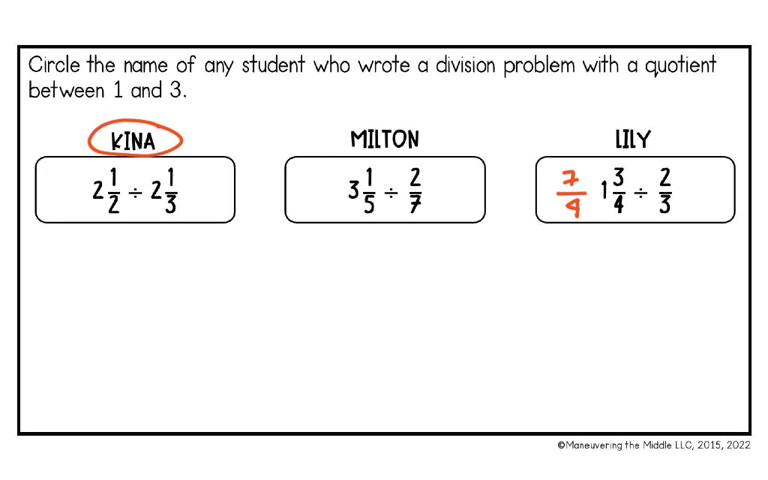 Circle the name of any student who wrote a division problem with a quotient
between 1 and 3.
KINA MILTON LILY
2 1/2 ÷ 2 1/3 3 1/5 ÷ 2/7 7/4 1 3/4 ÷ 2/3
©Maneuvering the Middle LLC, 2015, 2022